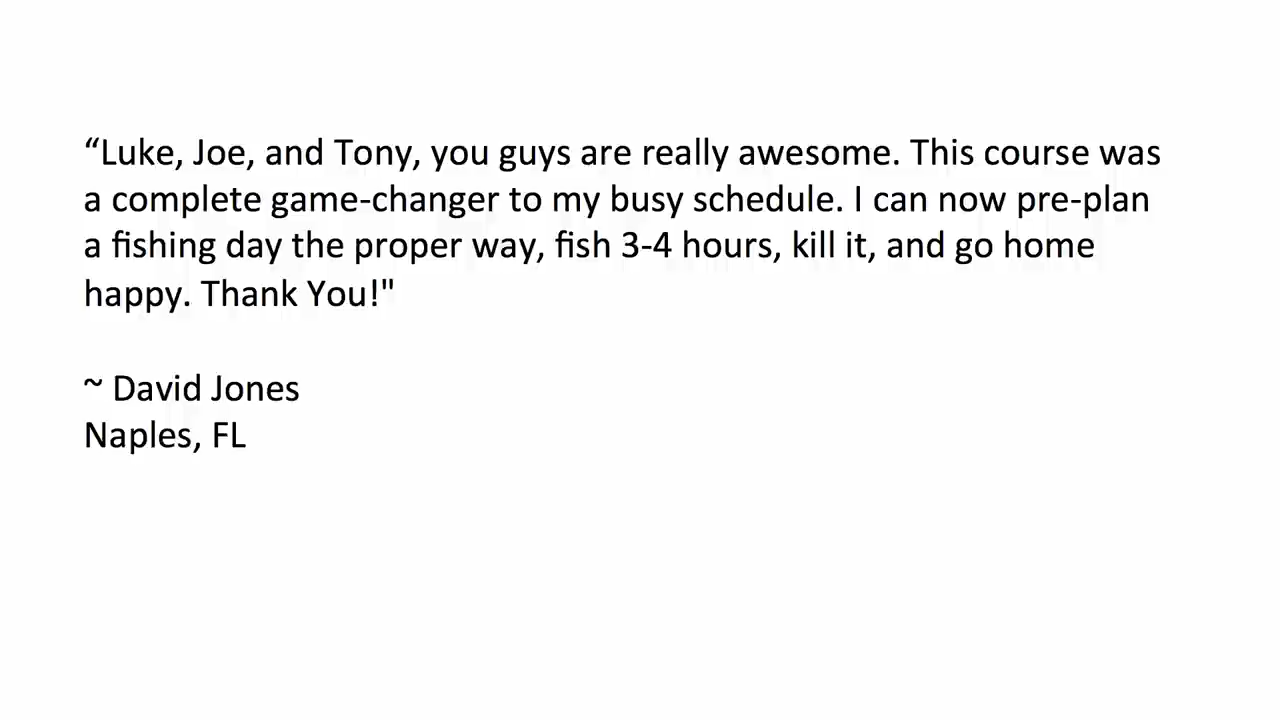 “Luke, Joe, and Tony, you guys are really awesome. This course was
a complete game-changer to my busy schedule. I can now pre-plan
a fishing day the proper way, fish 3-4 hours, kill it, and go home
happy. Thank You!"
~ David Jones
Naples, FL